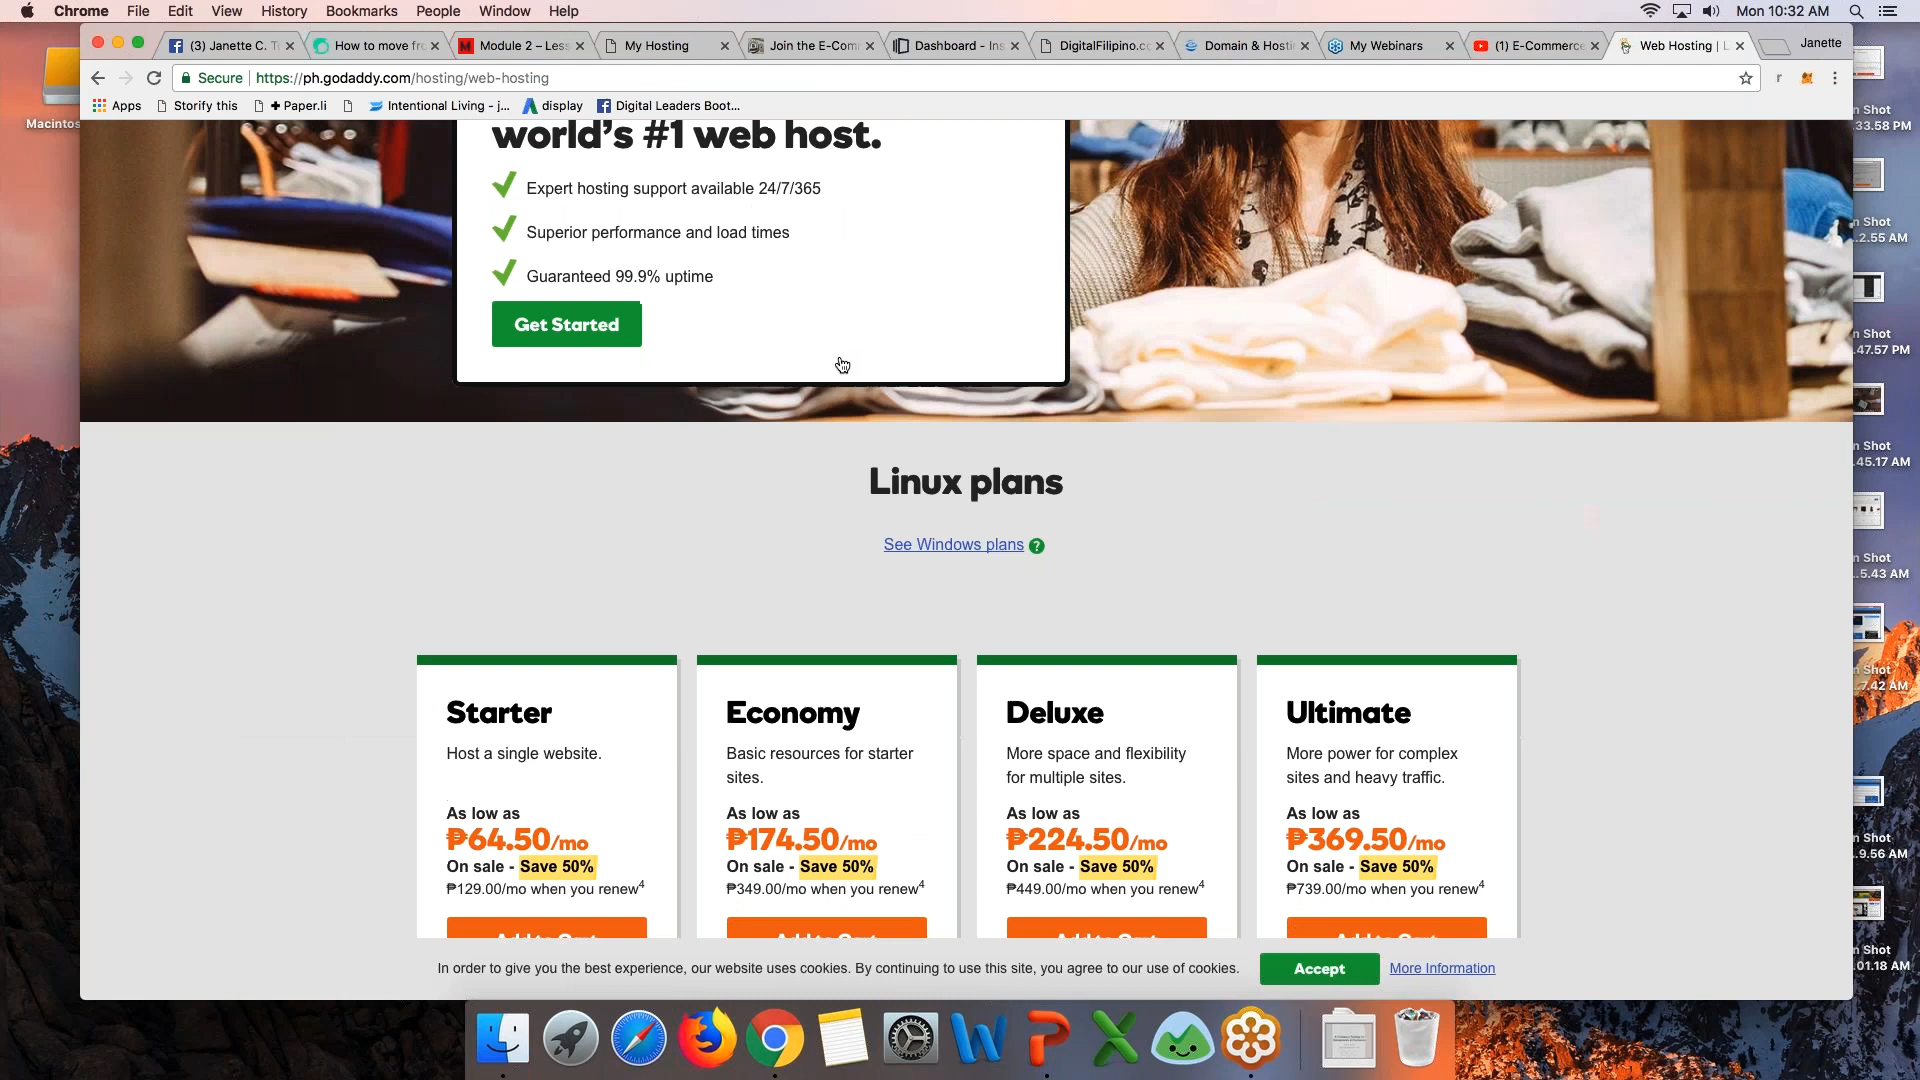 Chrome File Edit View History Bookmarks People Window Help Mon 10:32 AM
(3) Janette C. T How to move fro Module 2 – Less My Hosting Join the E-Com Dashboard - Ins DigitalFilipino.co Domain & Hosti My Webinars (1) E-Commerce Web Hosting | L Janette
Secure https://ph.godaddy.com/hosting/web-hosting
Apps Storify this + Paper.li Intentional Living - j... display Digital Leaders Boot...
Macintos
world's #1 web host.
Expert hosting support available 24/7/365
Superior performance and load times
Guaranteed 99.9% uptime
Get Started
Linux plans
See Windows plans ?
Starter
Host a single website.
As low as
₱64.50/mo
On sale - Save 50%
₱129.00/mo when you renew4
Economy
Basic resources for starter
sites.
As low as
₱174.50/mo
On sale - Save 50%
₱349.00/mo when you renew4
Deluxe
More space and flexibility
for multiple sites.
As low as
₱224.50/mo
On sale - Save 50%
₱449.00/mo when you renew4
Ultimate
More power for complex
sites and heavy traffic.
As low as
₱369.50/mo
On sale - Save 50%
₱739.00/mo when you renew4
In order to give you the best experience, our website uses cookies. By continuing to use this site, you agree to our use of cookies. Accept More Information
n Shot
.33.58 PM
n Shot
..2.55 AM
n Shot
.47.57 PM
n Shot
.45.17 AM
n Shot
..5.43 AM
n Shot
..7.42 AM
n Shot
..9.56 AM
n Shot
.01.18 AM